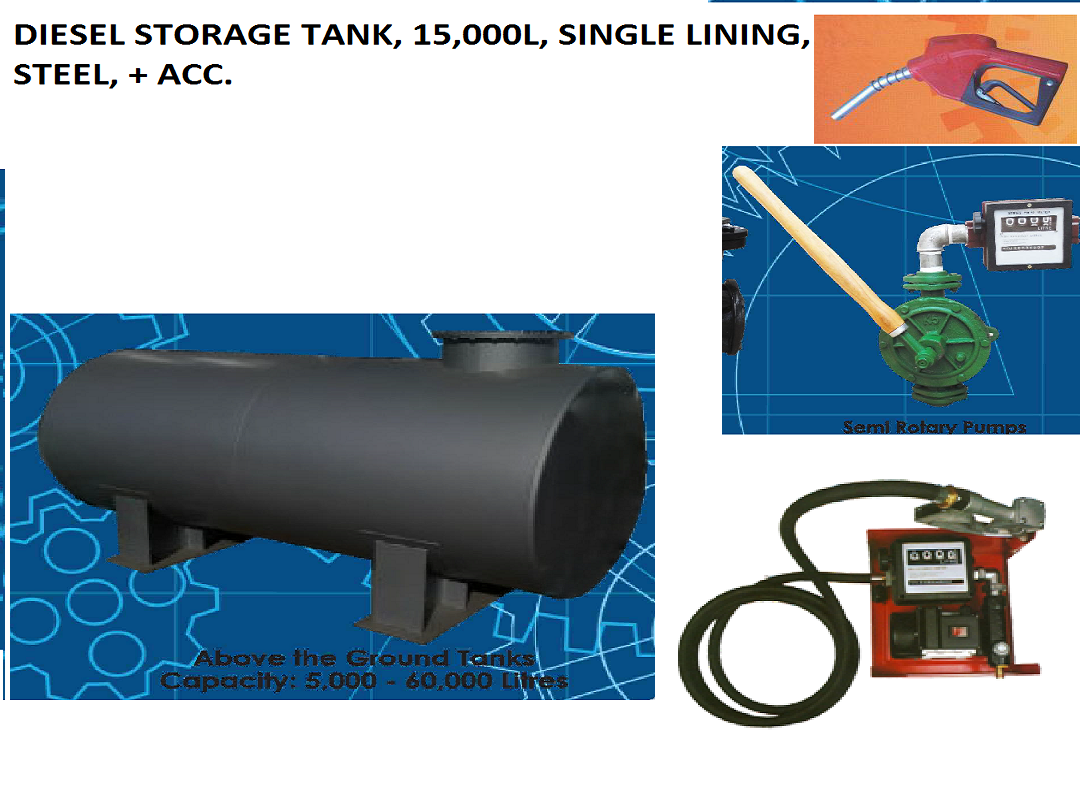 DIESEL STORAGE TANK, 15,000L, SINGLE LINING,
STEEL, + ACC.
LITRE
Semi Rotary Pumps
Above the Ground Tanks
Capacity: 5,000 - 60,000 Litres